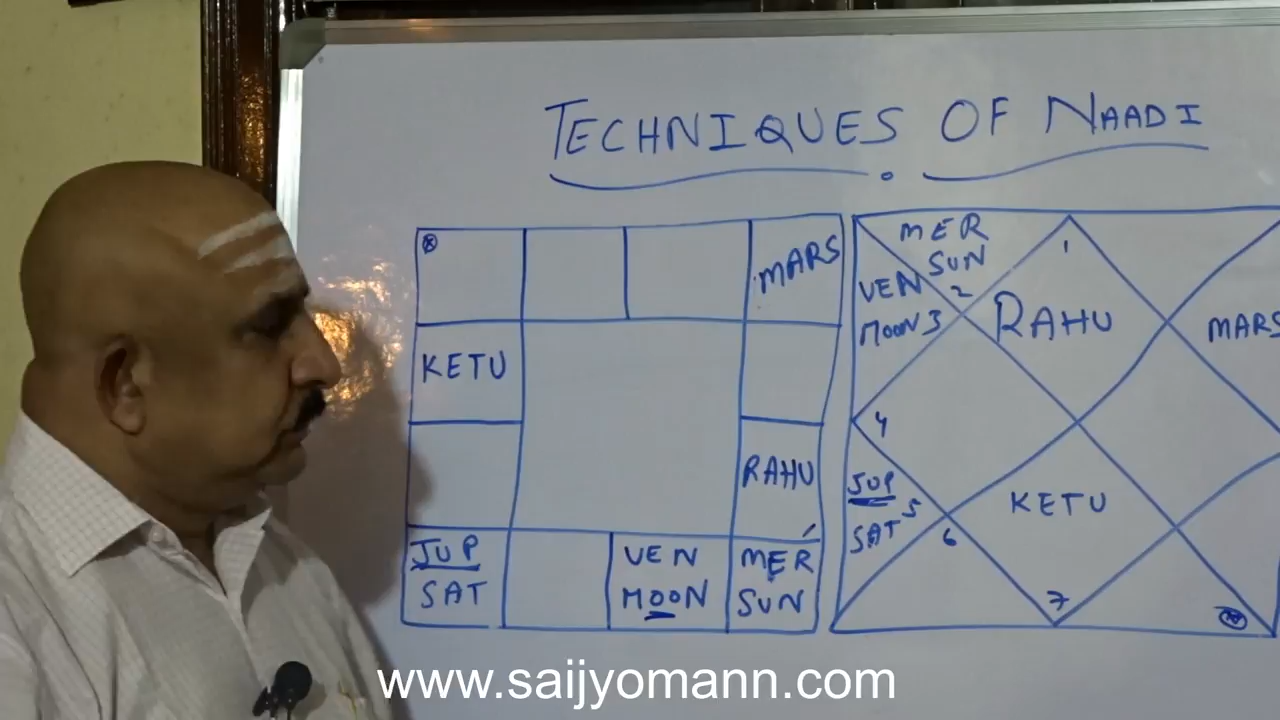 TECHNIQUES OF NAADI
MARS
KETU
RAHU
JUP
SAT
VEN
MOON
MER
SUN
MER
SUN
VEN
MOON
2
3
1
RAHU
MARS
4
JUP
SAT
5
6
KETU
7
www.saijyomann.com